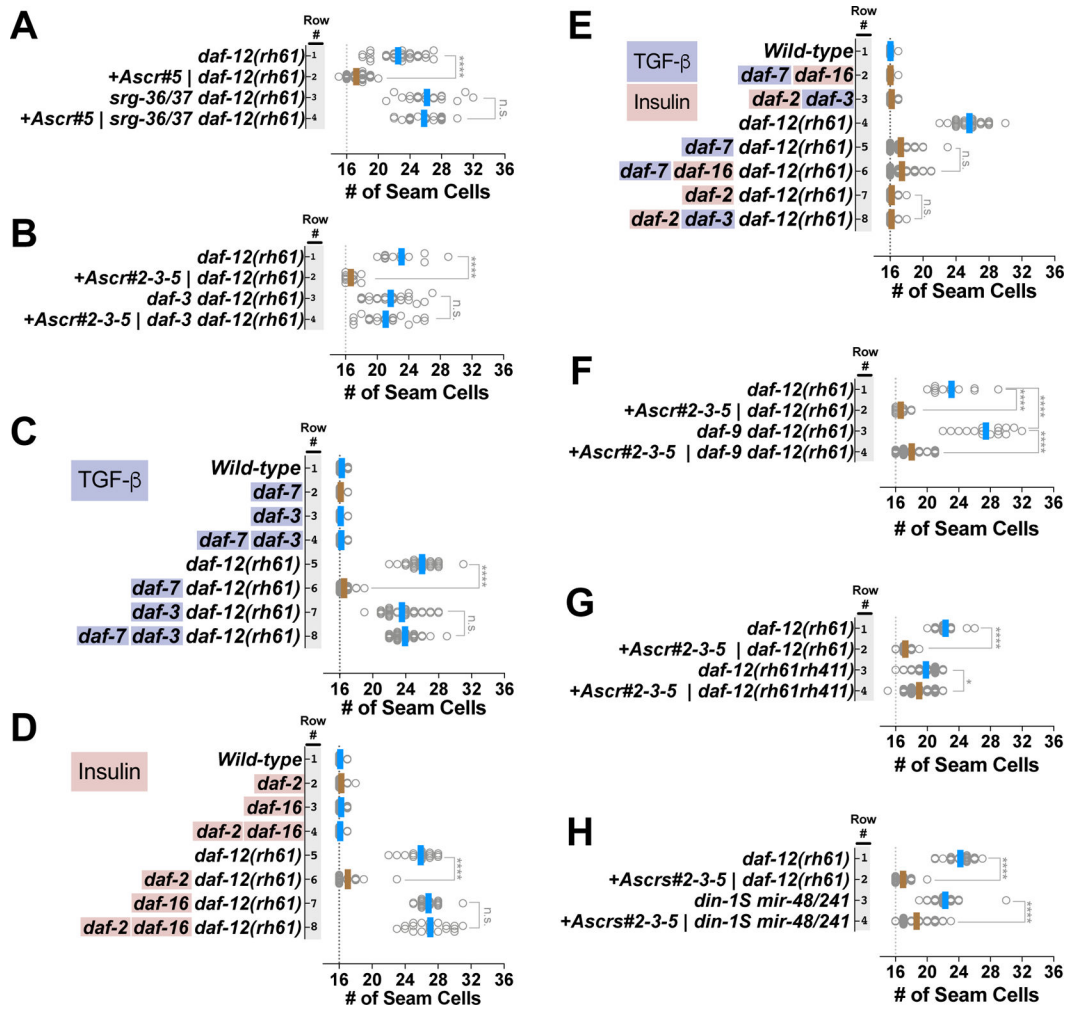 A
Row
#
daf-12(rh61) 1
+Ascr#5 | daf-12(rh61) 2
srg-36/37 daf-12(rh61) 3
+Ascr#5 | srg-36/37 daf-12(rh61) 4
****
n.s
16 20 24 28 32 36
# of Seam Cells
B
Row
#
daf-12(rh61) 1
+Ascr#2-3-5 | daf-12(rh61) 2
daf-3 daf-12(rh61) 3
+Ascr#2-3-5 | daf-3 daf-12(rh61) 4
****
n.s.
16 20 24 28 32 36
# of Seam Cells
C
Row
#
TGF-β
Wild-type 1
daf-7 2
daf-3 3
daf-7 daf-3 4
daf-12(rh61) 5
daf-7 daf-12(rh61) 6
daf-3 daf-12(rh61) 7
daf-7 daf-3 daf-12(rh61) 8
****
n.s.
16 20 24 28 32 36
# of Seam Cells
D
Row
#
Insulin
Wild-type 1
daf-2 2
daf-16 3
daf-2 daf-16 4
daf-12(rh61) 5
daf-2 daf-12(rh61) 6
daf-16 daf-12(rh61) 7
daf-2 daf-16 daf-12(rh61) 8
****
n.s.
16 20 24 28 32 36
# of Seam Cells
E
Row
#
TGF-β
Insulin
Wild-type 1
daf-7 daf-16 2
daf-2 daf-3 3
daf-12(rh61) 4
daf-7 daf-12(rh61) 5
daf-7 daf-16 daf-12(rh61) 6
daf-2 daf-12(rh61) 7
daf-2 daf-3 daf-12(rh61) 8
n.s.
n.s.
16 20 24 28 32 36
# of Seam Cells
F
Row
#
daf-12(rh61) 1
+Ascr#2-3-5 | daf-12(rh61) 2
daf-9 daf-12(rh61) 3
+Ascr#2-3-5 | daf-9 daf-12(rh61) 4
****
****
****
16 20 24 28 32 36
# of Seam Cells
G
Row
#
daf-12(rh61) 1
+Ascr#2-3-5 | daf-12(rh61) 2
daf-12(rh61rh411) 3
+Ascr#2-3-5 | daf-12(rh61rh411) 4
****
*
16 20 24 28 32 36
# of Seam Cells
H
Row
#
daf-12(rh61) 1
+Ascrs#2-3-5 | daf-12(rh61) 2
din-1S mir-48/241 3
+Ascrs#2-3-5 | din-1S mir-48/241 4
****
****
16 20 24 28 32 36
# of Seam Cells